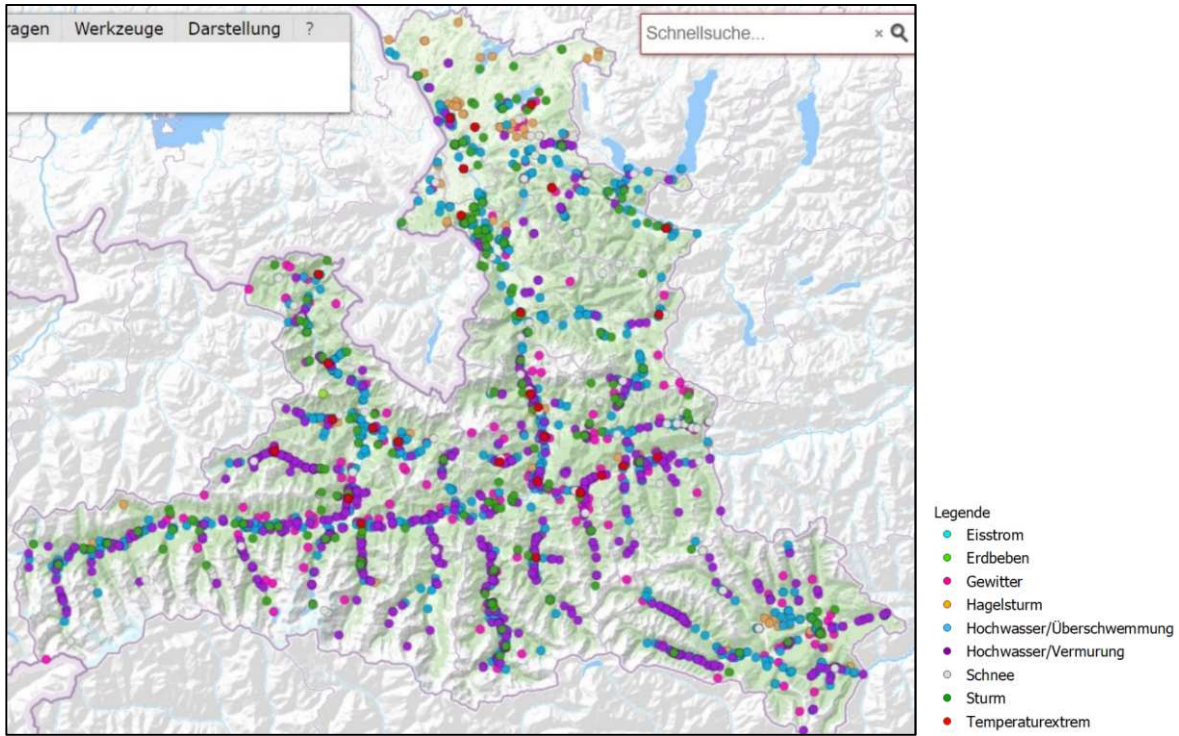 ragen Werkzeuge Darstellung ?
Schnellsuche... ×
Legende
Eisstrom
Erdbeben
Gewitter
Hagelsturm
Hochwasser/Überschwemmung
Hochwasser/Vermurung
Schnee
Sturm
Temperaturextrem